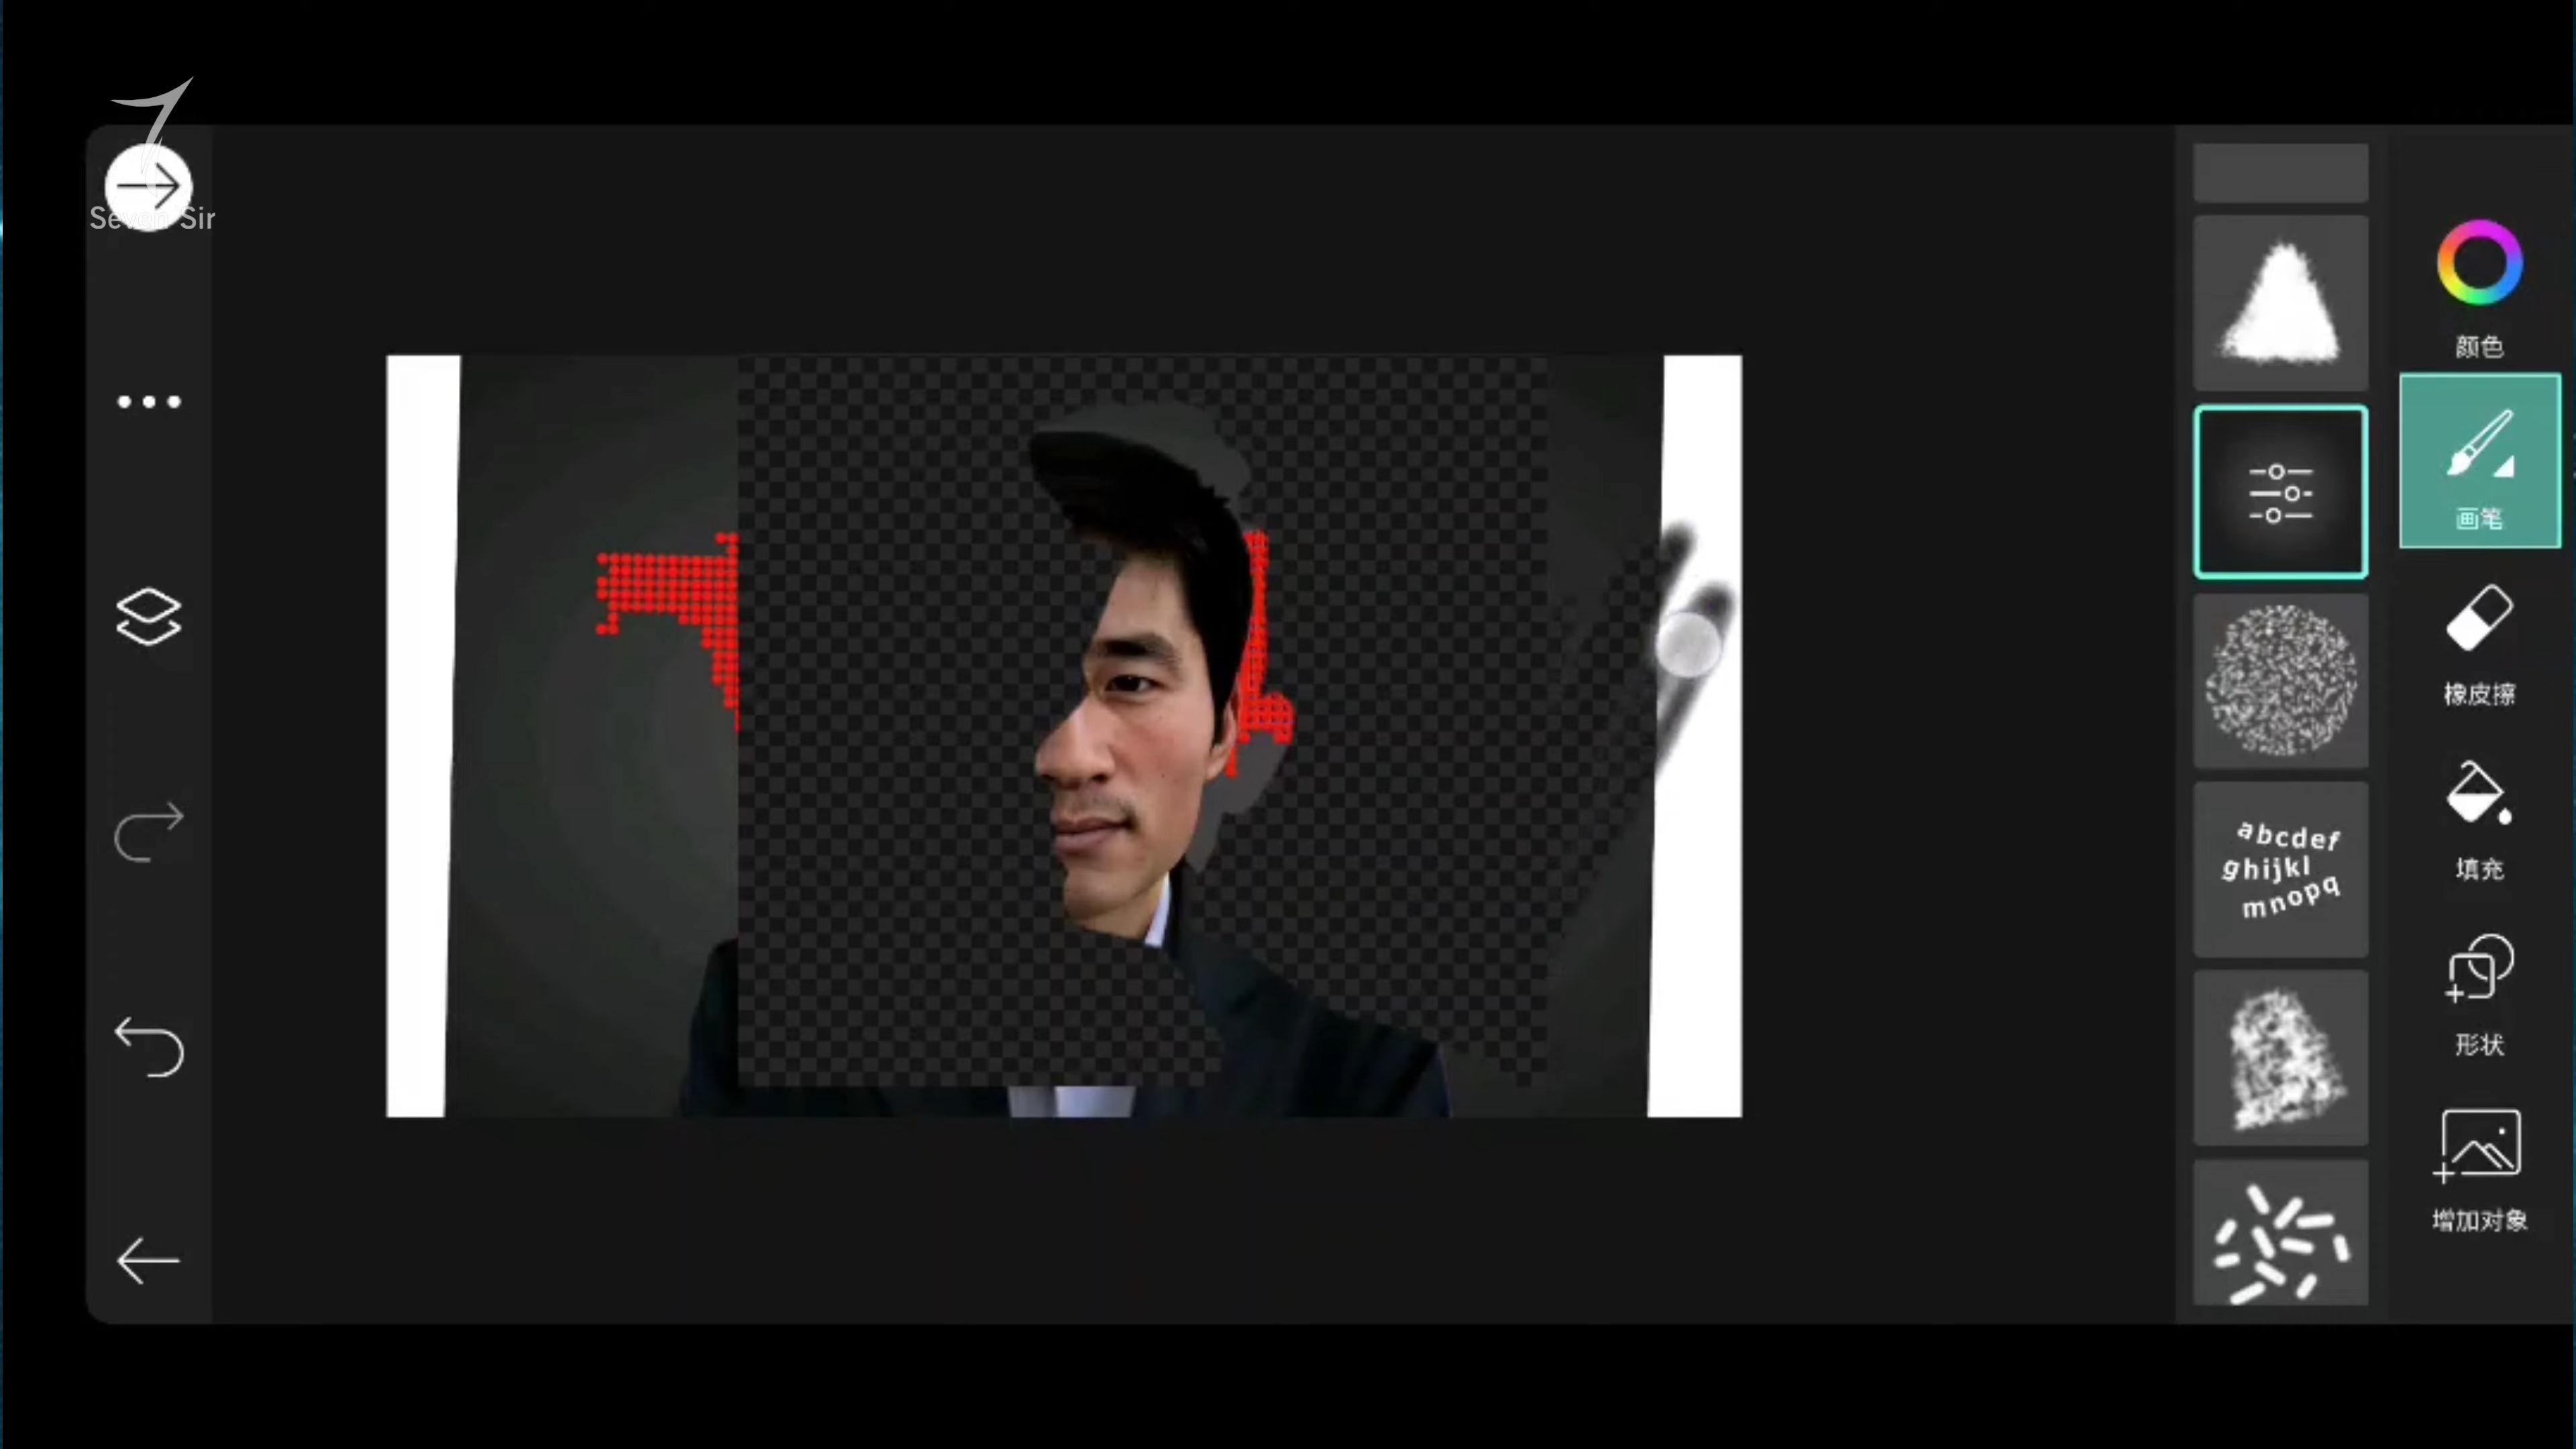 Seven Sir
颜色
画笔
橡皮擦
abcdef
ghijkl
mnopq
填充
形状
增加对象